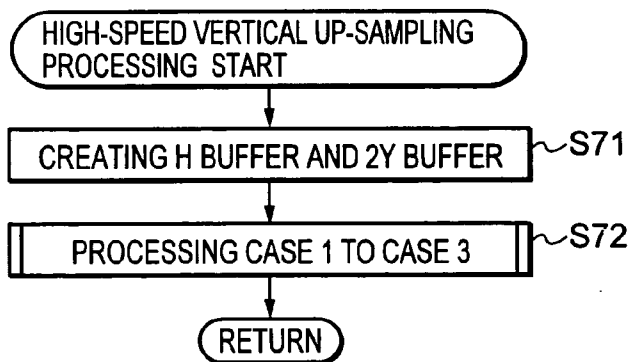 HIGH-SPEED VERTICAL UP-SAMPLING
PROCESSING START
CREATING H BUFFER AND 2Y BUFFER
S71
PROCESSING CASE 1 TO CASE 3
S72
RETURN